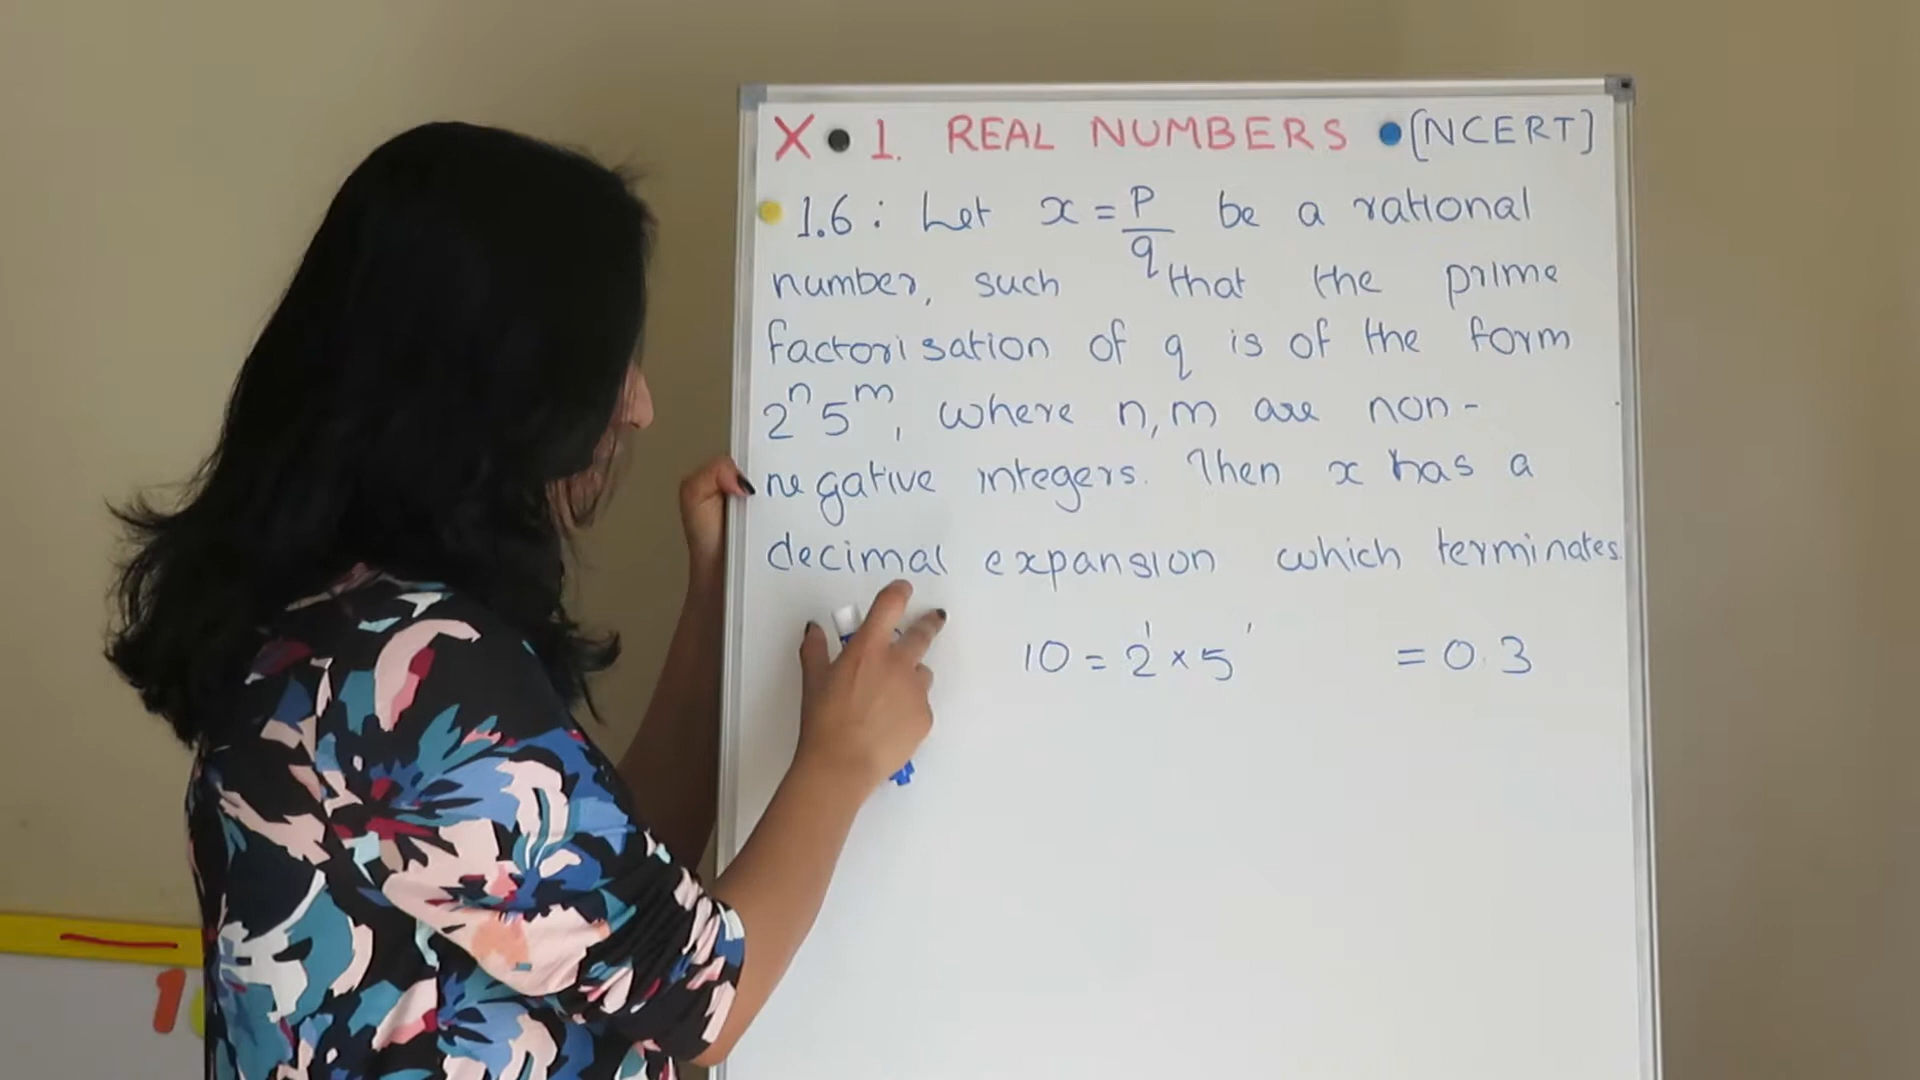 X • 1. REAL NUMBERS • [NCERT]
• 1.6 : Let x = p/q be a rational
number, such that the prime
factorisation of q is of the form
2ⁿ5ᵐ, where n, m are non-
negative integers. Then x has a
decimal expansion which terminates.
10 = 2¹ × 5¹ = 0.3
1